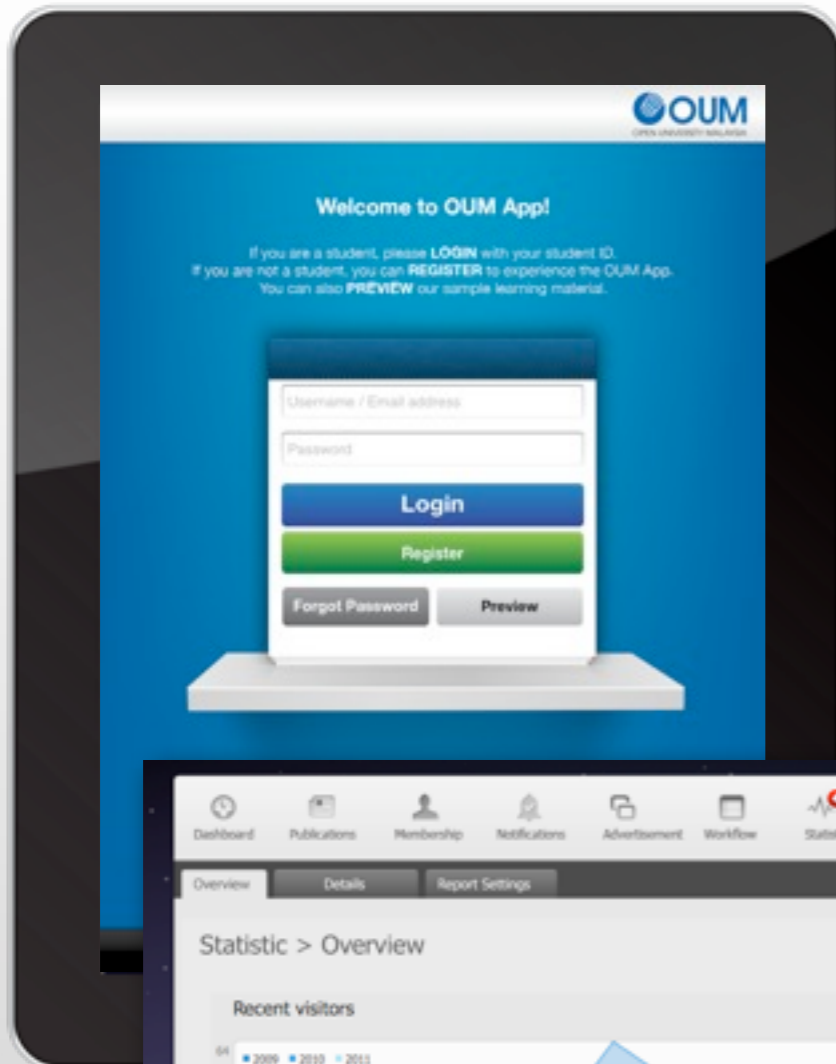 OUM
OPEN UNIVERSITY MALAYSIA
Welcome to OUM App!
If you are a student, please LOGIN with your student ID.
If you are not a student, you can REGISTER to experience the OUM App.
You can also PREVIEW our sample learning material.
Username / Email address
Password
Login
Register
Forgot Password
Preview
Dashboard
Publications
Membership
Notifications
Advertisement
Workflow
Overview
Details
Report Settings
Statistic > Overview
Recent visitors
64
2009 2010 2011